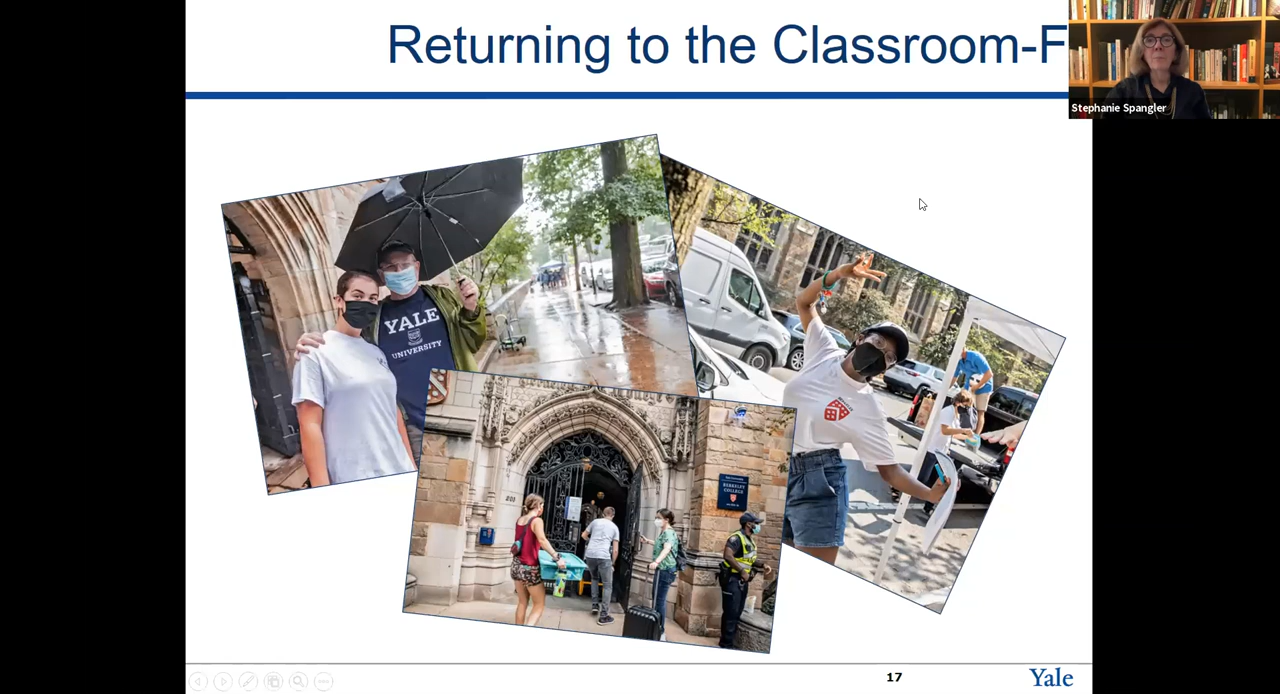 Returning to the Classroom-F
Stephanie Spangler
YALE
UNIVERSITY
BERKELEY
COLLEGE
17
Yale